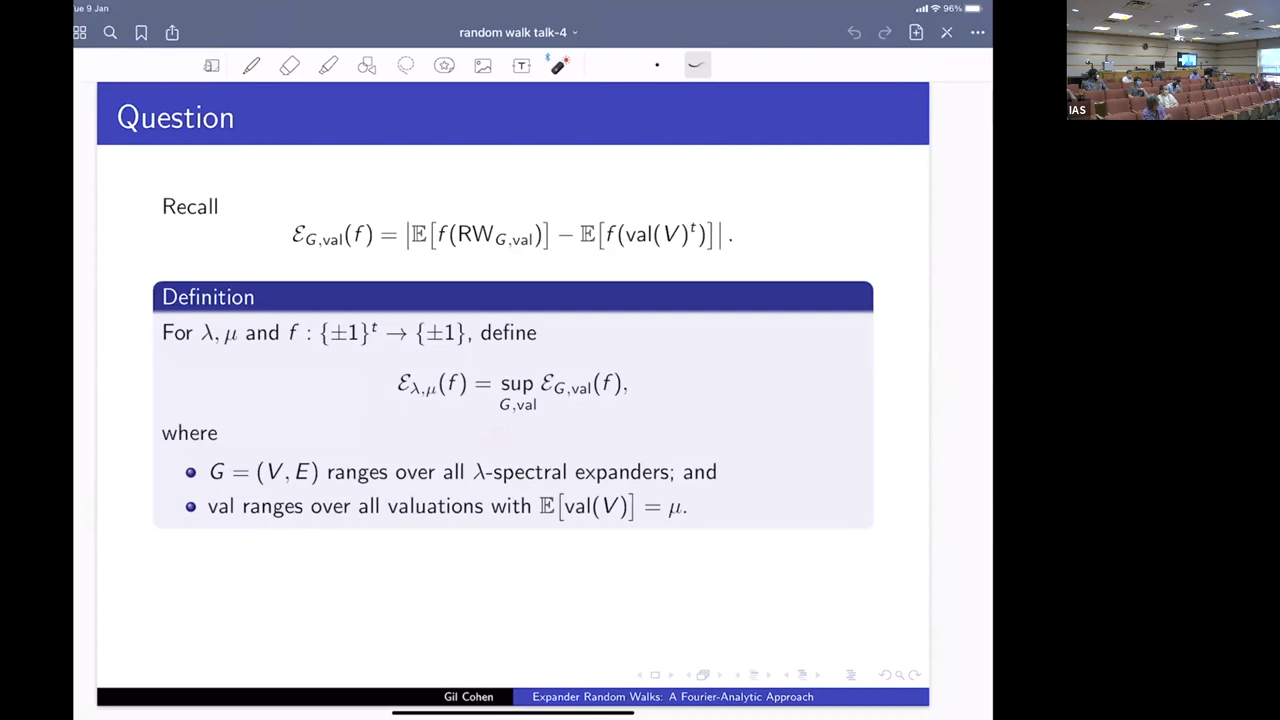 ue 9 Jan
96%
random walk talk-4
IAS
Question
Recall
ℰ_{G,val}(f) = |𝔼[f(RW_{G,val})] − 𝔼[f(val(V)^t)]|.
Definition
For λ, μ and f : {±1}^t → {±1}, define
ℰ_{λ,μ}(f) = sup_{G,val} ℰ_{G,val}(f),
where
G = (V, E) ranges over all λ-spectral expanders; and
val ranges over all valuations with 𝔼[val(V)] = μ.
Gil Cohen
Expander Random Walks: A Fourier-Analytic Approach